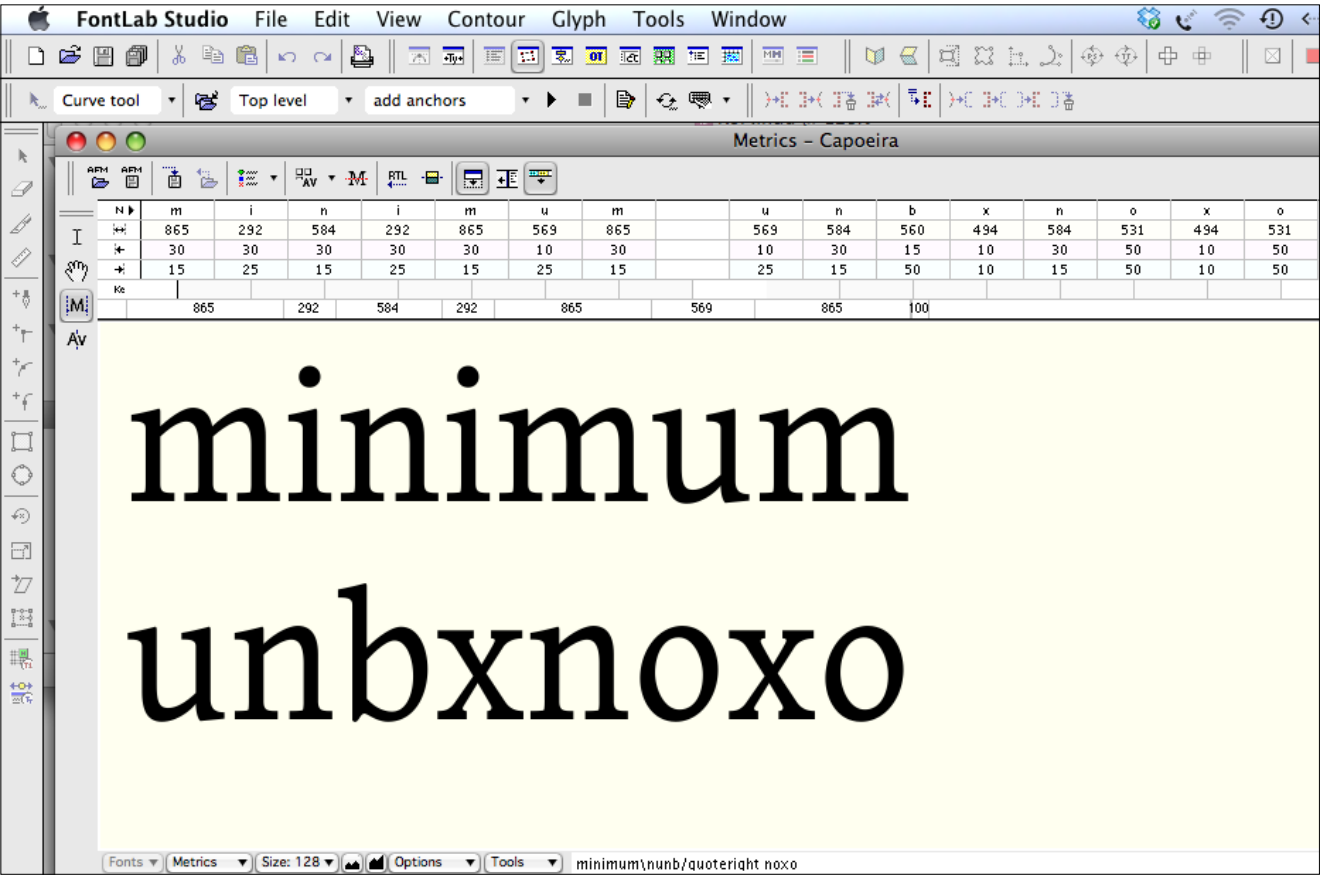 FontLab Studio File Edit View Contour Glyph Tools Window
Curve tool Top level add anchors
Metrics – Capoeira
AFM AFM AV M RTL
N m i n i m u m u n b x n o x o
865 292 584 292 865 569 865 569 584 560 494 584 531 494 531
30 30 30 30 30 10 30 10 30 15 10 30 50 10 50
15 25 15 25 15 25 15 25 15 50 10 15 50 10 50
Ke
865 292 584 292 865 569 865 100
M
AV
minimum
unbxnoxo
Fonts Metrics Size: 128 Options Tools minimum\nunb/quoteright noxo